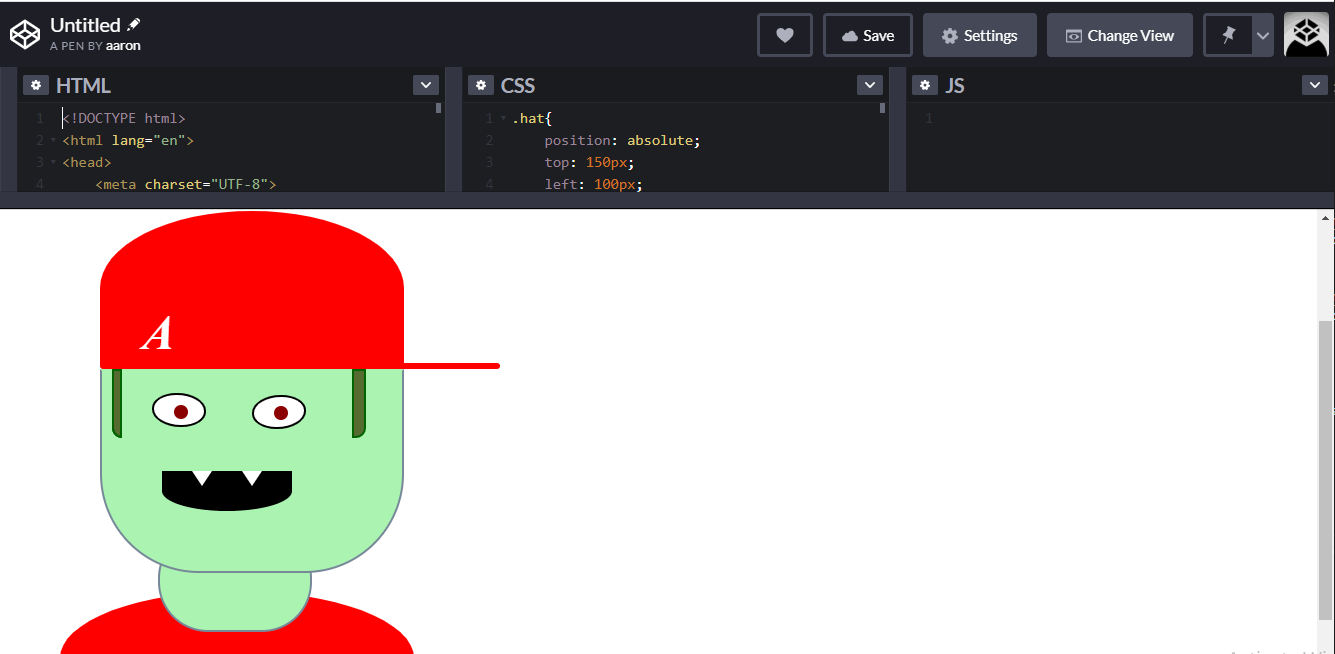 Untitled
A PEN BY aaron
Save
Settings
Change View
HTML
1 <!DOCTYPE html>
2 <html lang="en">
3 <head>
4 <meta charset="UTF-8">
CSS
1 .hat{
2 position: absolute;
3 top: 150px;
4 left: 100px;
JS
1
A